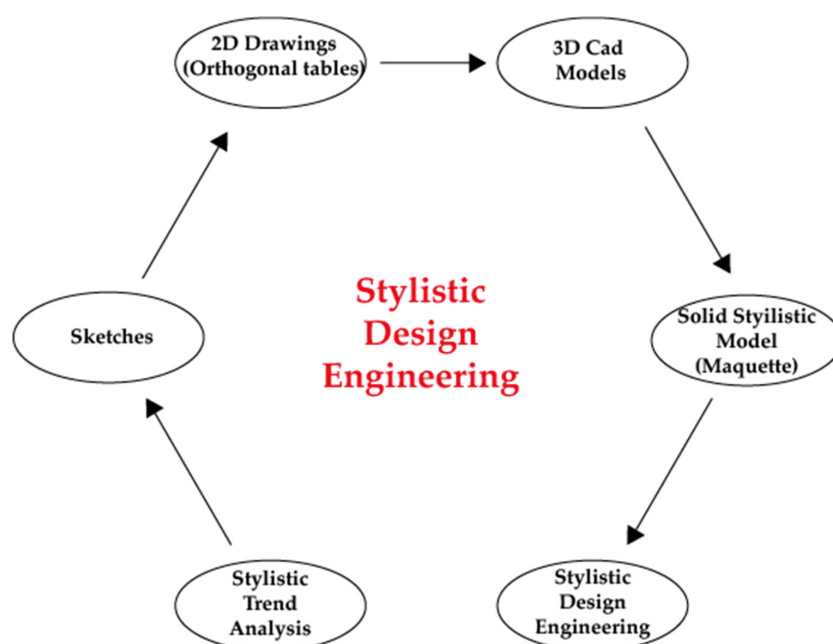 2D Drawings
(Orthogonal tables)
3D Cad
Models
Sketches
Stylistic
Design
Engineering
Solid Styilistic
Model
(Maquette)
Stylistic
Trend
Analysis
Stylistic
Design
Engineering